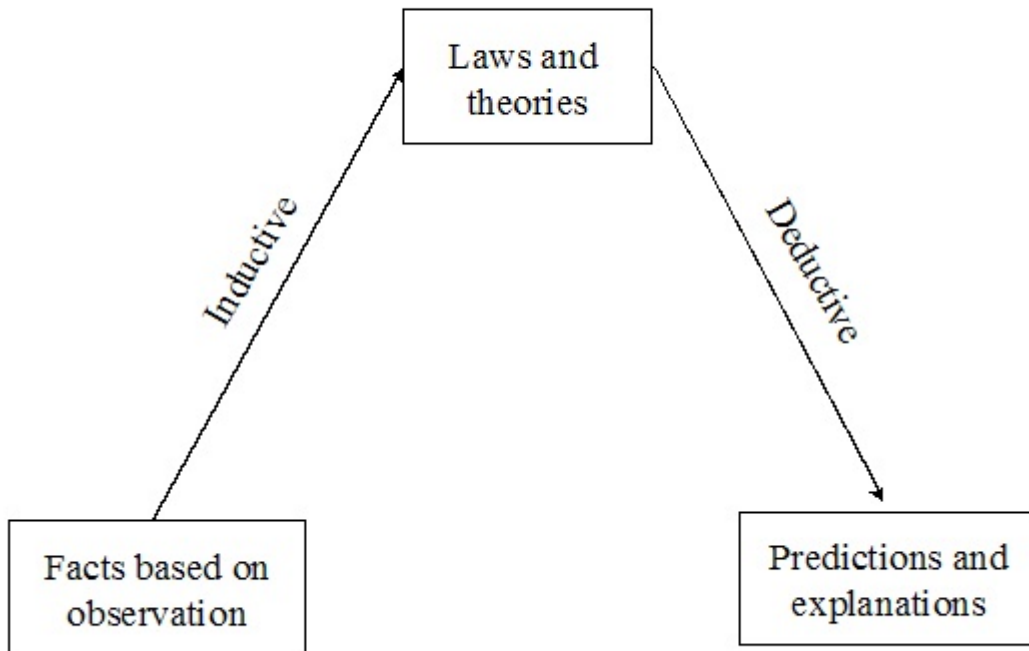 Laws and
theories
Inductive
Deductive
Facts based on
observation
Predictions and
explanations